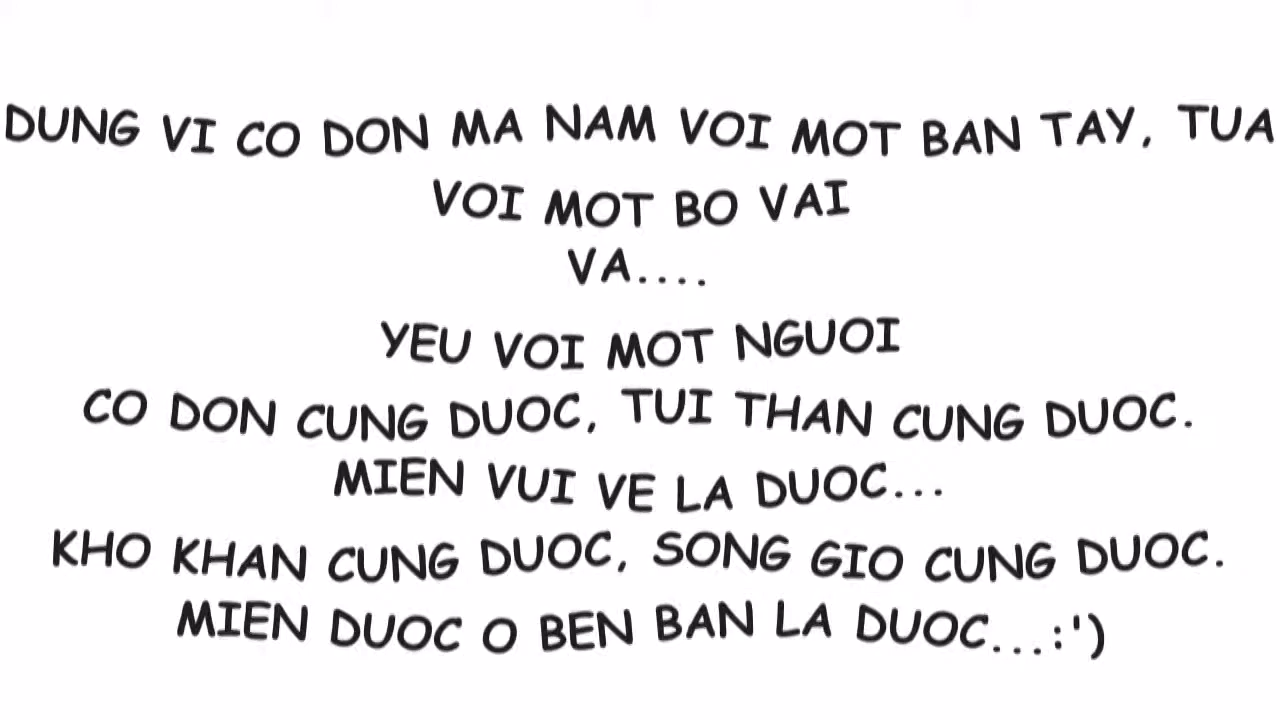 DUNG VI CO DON MA NAM VOI MOT BAN TAY, TUA
VOI MOT BO VAI
VA....
YEU VOI MOT NGUOI
CO DON CUNG DUOC, TUI THAN CUNG DUOC.
MIEN VUI VE LA DUOC...
KHO KHAN CUNG DUOC, SONG GIO CUNG DUOC.
MIEN DUOC O BEN BAN LA DUOC...:')